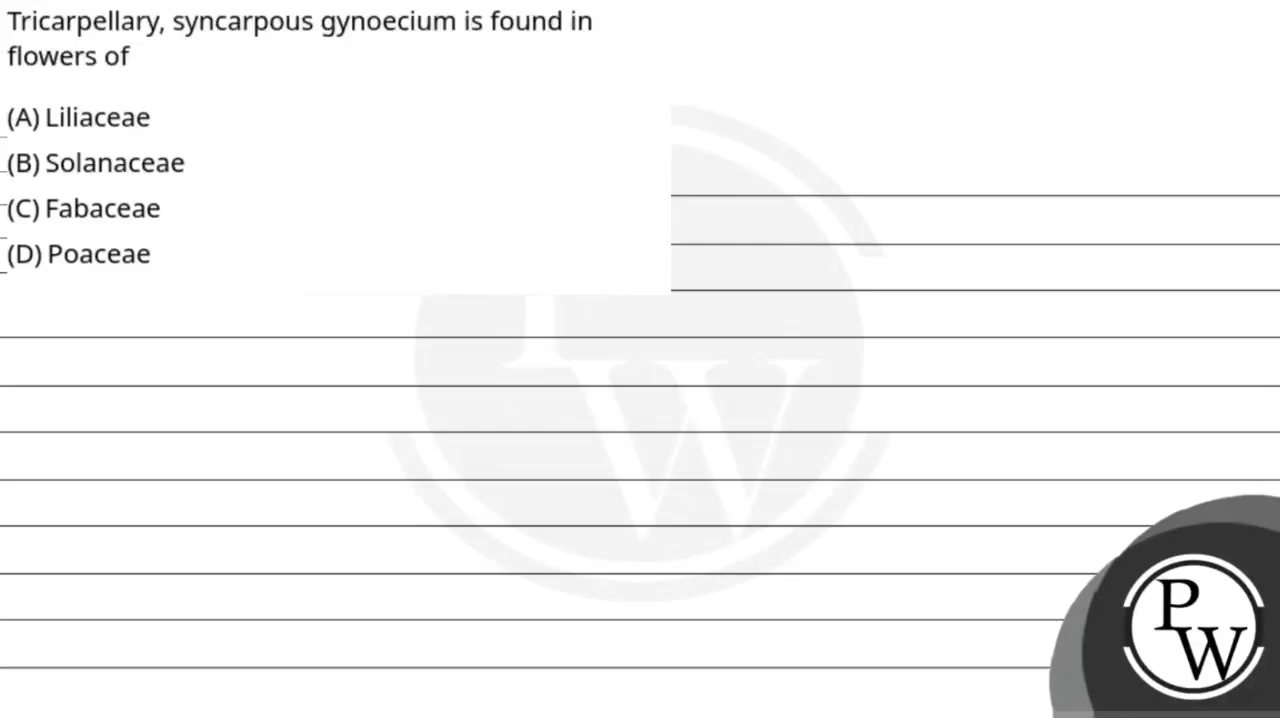 Tricarpellary, syncarpous gynoecium is found in
flowers of
(A) Liliaceae
(B) Solanaceae
(C) Fabaceae
(D) Poaceae
PW